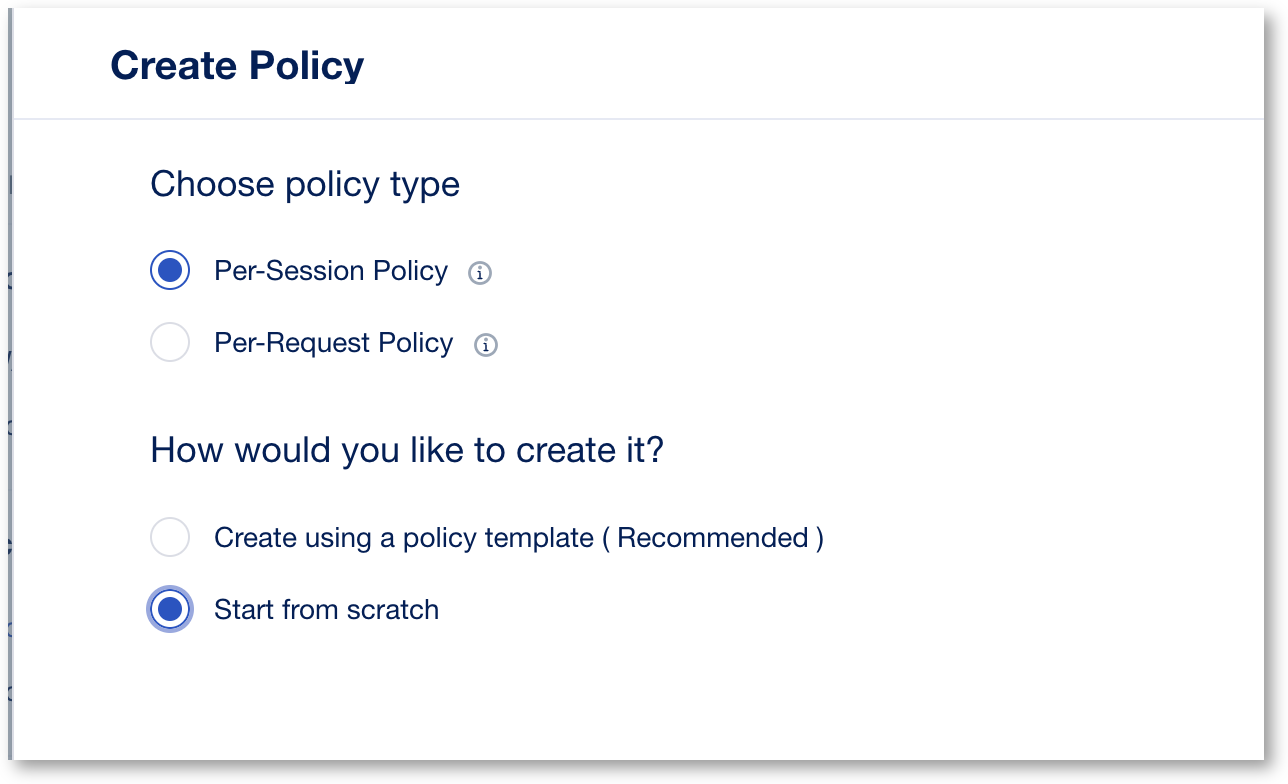 Create Policy
Choose policy type
Per-Session Policy
Per-Request Policy
How would you like to create it?
Create using a policy template ( Recommended )
Start from scratch